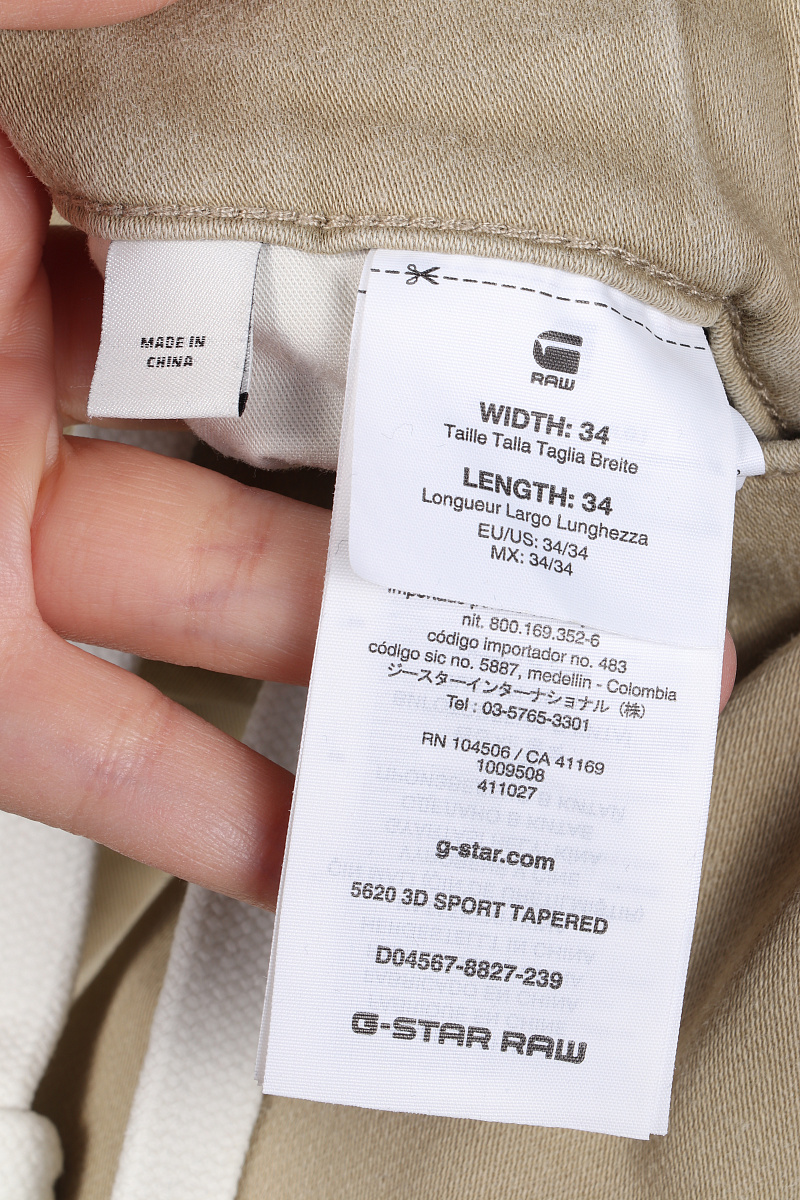 MADE IN
CHINA
RAW
WIDTH: 34
Taille Talla Taglia Breite
LENGTH: 34
Longueur Largo Lunghezza
EU/US: 34/34
MX: 34/34
nit. 800.169.352-6
código importador no. 483
código sic no. 5887, medellin - Colombia
ジースターインターナショナル（株）
Tel : 03-5765-3301
RN 104506 / CA 41169
1009508
411027
g-star.com
5620 3D SPORT TAPERED
D04567-8827-239
G-STAR RAW